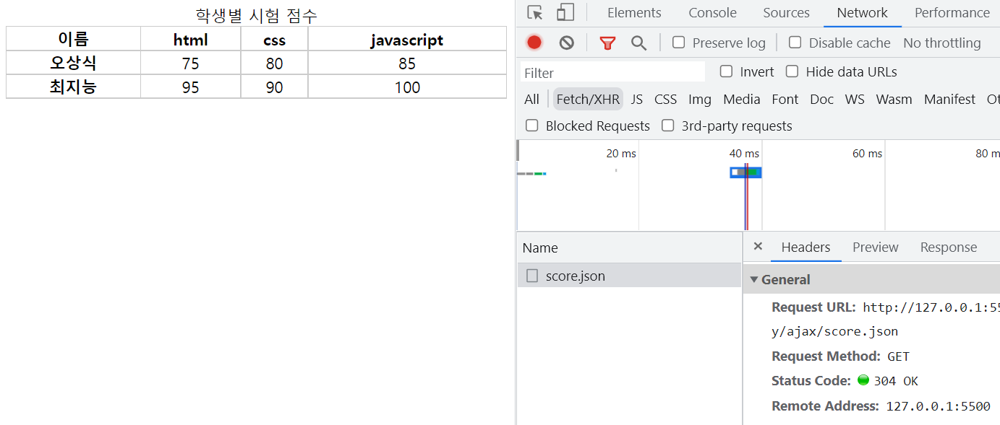 학생별 시험 점수
이름 html css javascript
오상식 75 80 85
최지능 95 90 100
Elements Console Sources Network Performance
Preserve log Disable cache No throttling
Filter Invert Hide data URLs
All Fetch/XHR JS CSS Img Media Font Doc WS Wasm Manifest Ot
Blocked Requests 3rd-party requests
20 ms 40 ms 60 ms 80 m
Name
score.json
× Headers Preview Response
General
Request URL: http://127.0.0.1:55
y/ajax/score.json
Request Method: GET
Status Code: 304 OK
Remote Address: 127.0.0.1:5500